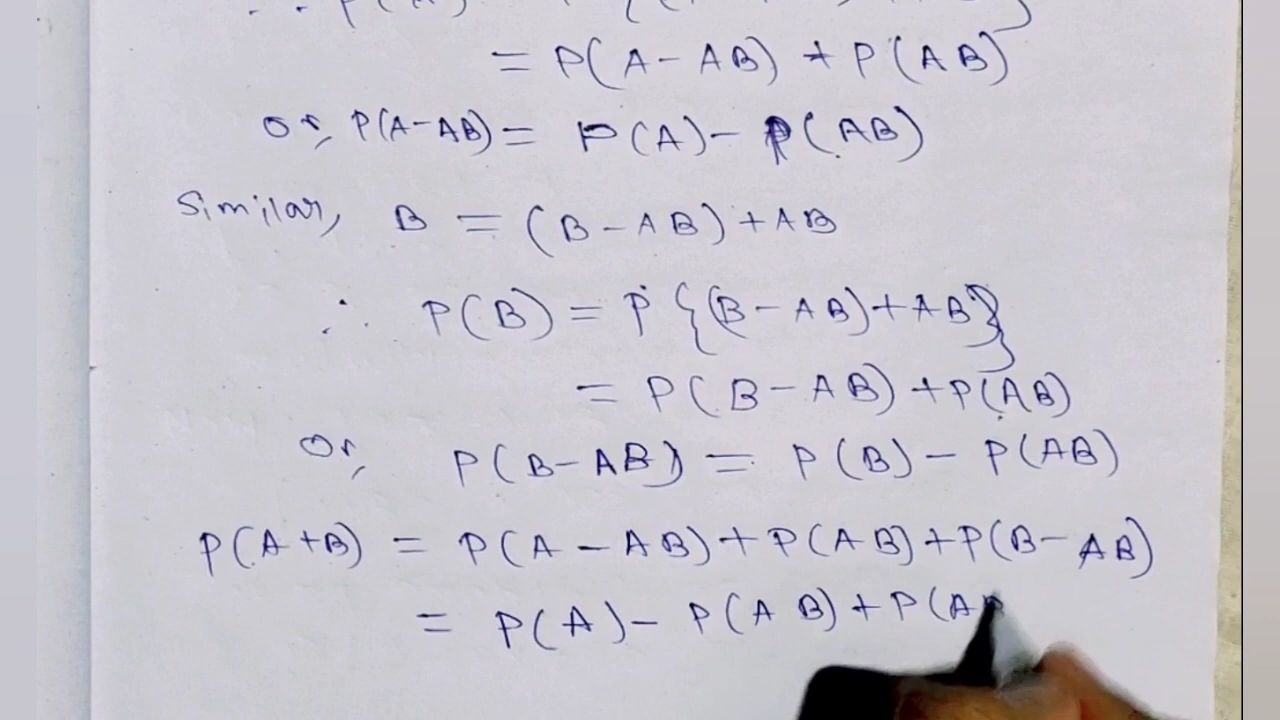 = P(A-AB) + P(AB)
Or, P(A-AB) = P(A) - P(AB)
Similar, B = (B-AB)+AB
∴ P(B) = P{(B-AB)+AB}
= P(B-AB)+P(AB)
Or, P(B-AB) = P(B) - P(AB)
P(A+B) = P(A-AB)+P(AB)+P(B-AB)
= P(A) - P(AB)+P(A